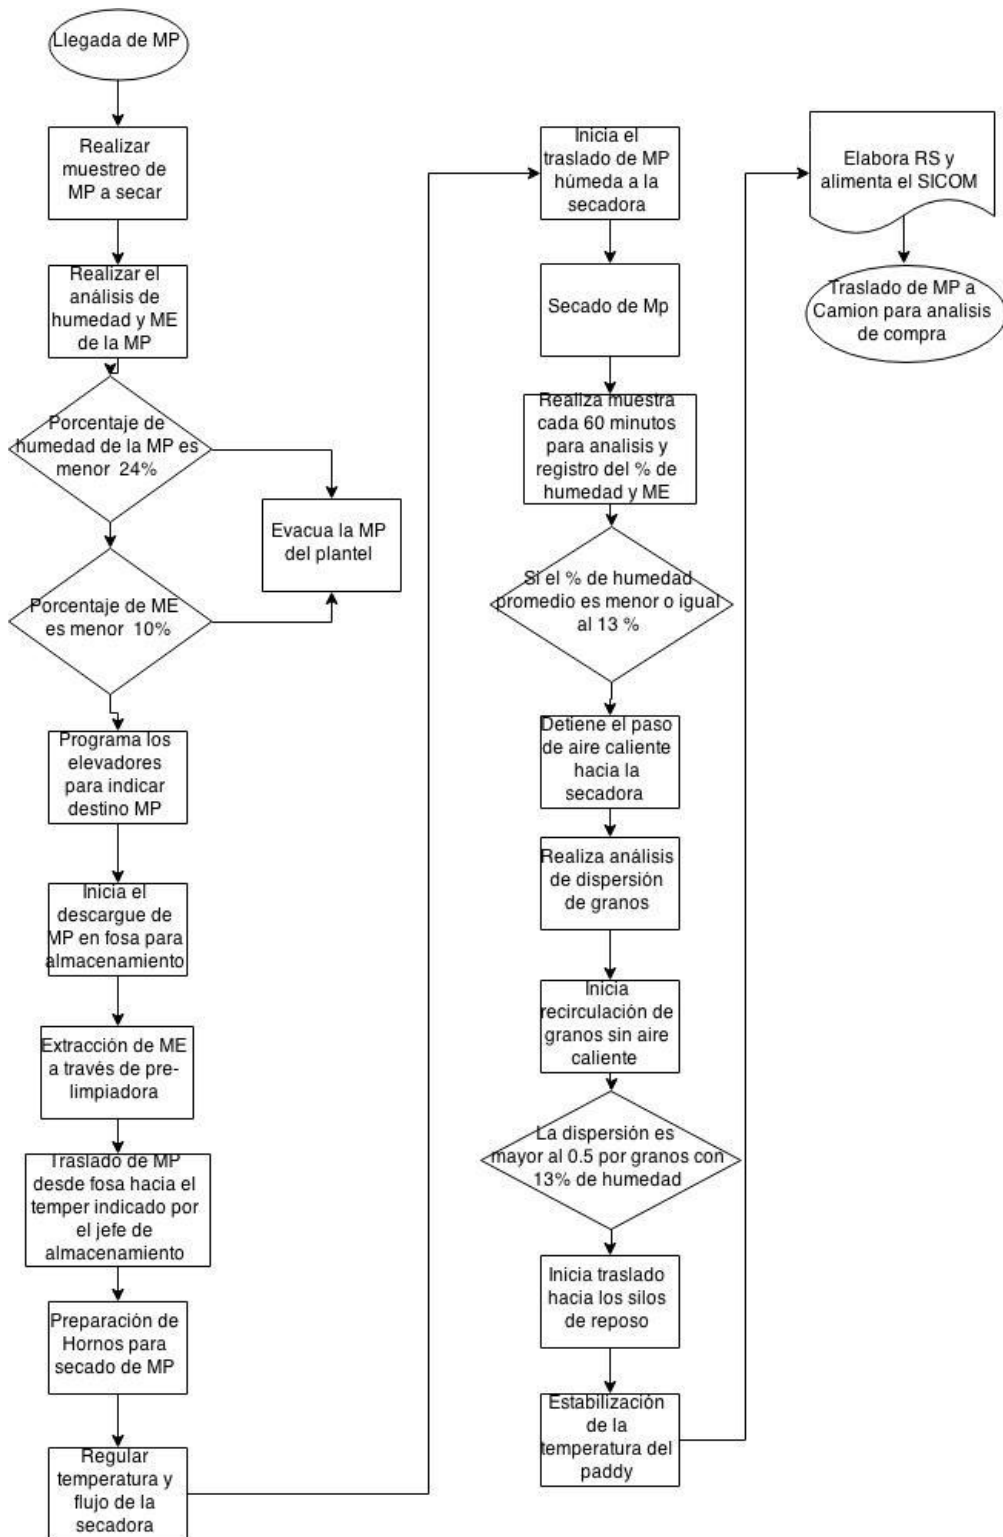 Llegada de MP
Realizar
muestreo de
MP a secar
Realizar el
análisis de
humedad y ME
de la MP
Porcentaje de
humedad de la MP es
menor 24%
Evacua la MP
del plantel
Porcentaje de ME
es menor 10%
Programa los
elevadores
para indicar
destino MP
Inicia el
descargue de
MP en fosa para
almacenamiento
Extracción de ME
a través de pre-
limpiadora
Traslado de MP
desde fosa hacia el
temper indicado por
el jefe de
almacenamiento
Preparación de
Hornos para
secado de MP
Regular
temperatura y
flujo de la
secadora
Inicia el
traslado de MP
húmeda a la
secadora
Secado de Mp
Realiza muestra
cada 60 minutos
para analisis y
registro del % de
humedad y ME
Si el % de humedad
promedio es menor o igual
al 13 %
Detiene el paso
de aire caliente
hacia la
secadora
Realiza análisis
de dispersión
de granos
Inicia
recirculación de
granos sin aire
caliente
La dispersión es
mayor al 0.5 por granos con
13% de humedad
Inicia traslado
hacia los silos
de reposo
Estabilización
de la
temperatura del
paddy
Elabora RS y
alimenta el SICOM
Traslado de MP a
Camion para analisis
de compra